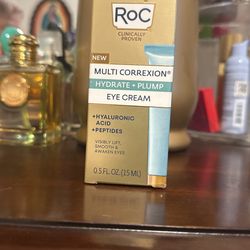 RoC
CLINICALLY
PROVEN
NEW
MULTI CORREXION®
HYDRATE + PLUMP
EYE CREAM
+HYALURONIC
ACID
+PEPTIDES
VISIBLY LIFT,
SMOOTH &
AWAKEN EYES
0.5 FL. OZ. (15 ML)